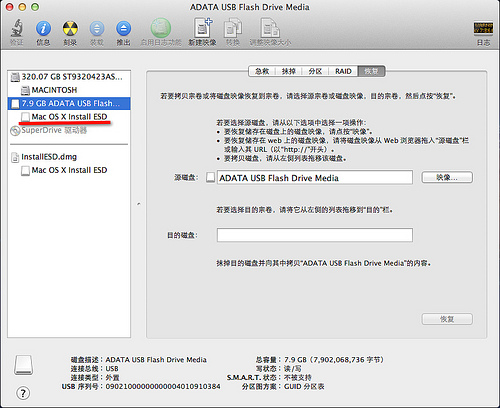 ADATA USB Flash Drive Media
验证 信息 刻录 装载 推出 启用日志功能 新建映像 转换 调整映像大小 日志
320.07 GB ST9320423AS...
MACINTOSH
7.9 GB ADATA USB Flash...
Mac OS X Install ESD
SuperDrive 驱动器
InstallESD.dmg
Mac OS X Install ESD
急救 抹掉 分区 RAID 恢复
若要拷贝宗卷或将磁盘映像恢复到宗卷，请选择源宗卷或磁盘映像、目的宗卷，然后点按“恢复”。
若要选择源磁盘，请从以下选项中选择一项操作：
• 要恢复储存在磁盘上的磁盘映像，请点按“映像”。
• 要恢复储存在 web 上的磁盘映像，请将磁盘映像从 Web 浏览器拖入“源磁盘”栏
或输入其 URL（以“http://”开头）。
• 要拷贝磁盘，请从左侧列表拖移该磁盘。
源磁盘： ADATA USB Flash Drive Media 映像...
若要选择目的宗卷，请将它从左侧的列表拖移到“目的”栏。
目的磁盘：
抹掉目的磁盘并向其中拷贝“ADATA USB Flash Drive Media”的内容。
恢复
磁盘描述：ADATA USB Flash Drive Media 总容量：7.9 GB（7,902,068,736 字节）
连接总线：USB 写状态：读/写
连接类型：外置 S.M.A.R.T. 状态：不被支持
USB 序列号：09021000000000004010910384 分区图方案：GUID 分区表
?